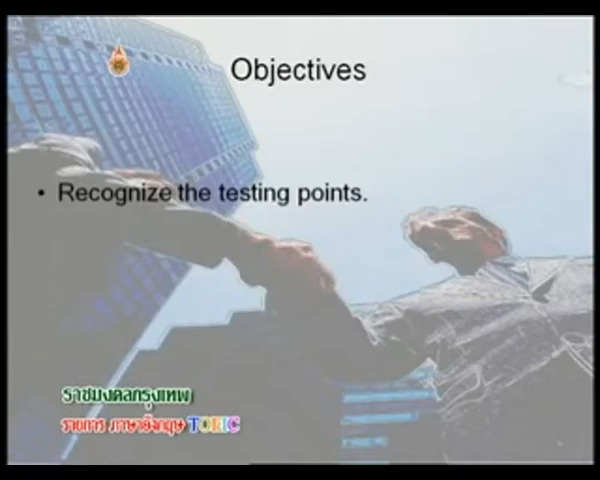 Objectives
• Recognize the testing points.
ราชมงคลกรุงเทพ
รายการ ภาษาอังกฤษ TOEIC